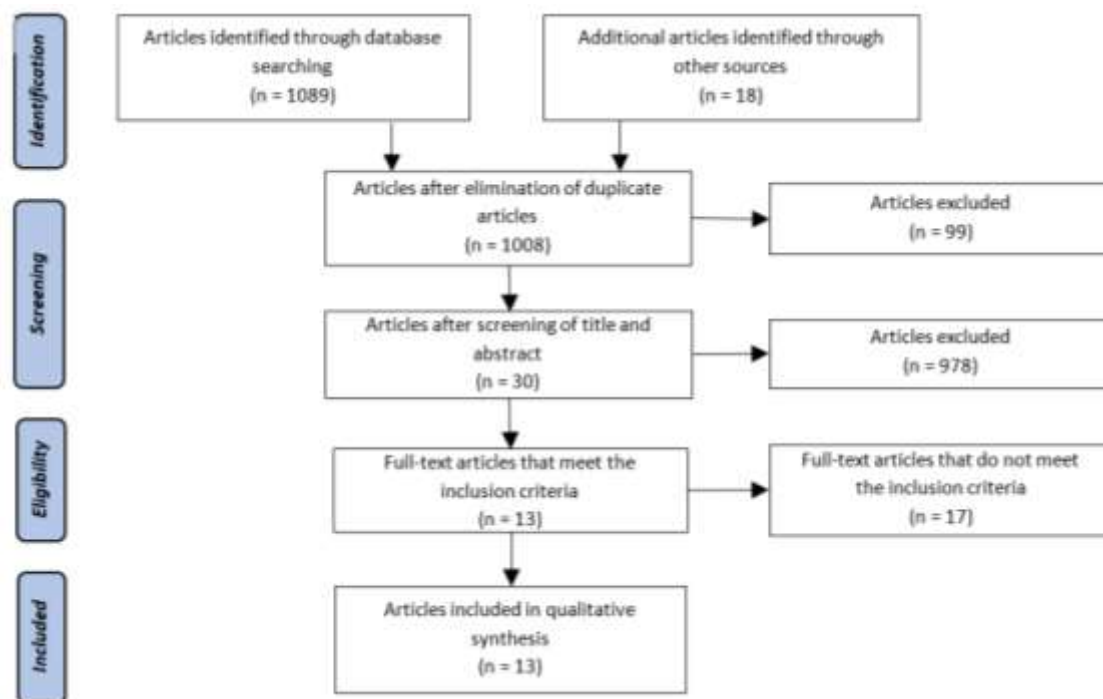 Identification
Articles identified through database
searching
(n = 1089)
Additional articles identified through
other sources
(n = 18)
Screening
Articles after elimination of duplicate
articles
(n = 1008)
Articles excluded
(n = 99)
Articles after screening of title and
abstract
(n = 30)
Articles excluded
(n = 978)
Eligibility
Full-text articles that meet the
inclusion criteria
(n = 13)
Full-text articles that do not meet
the inclusion criteria
(n = 17)
Included
Articles included in qualitative
synthesis
(n = 13)